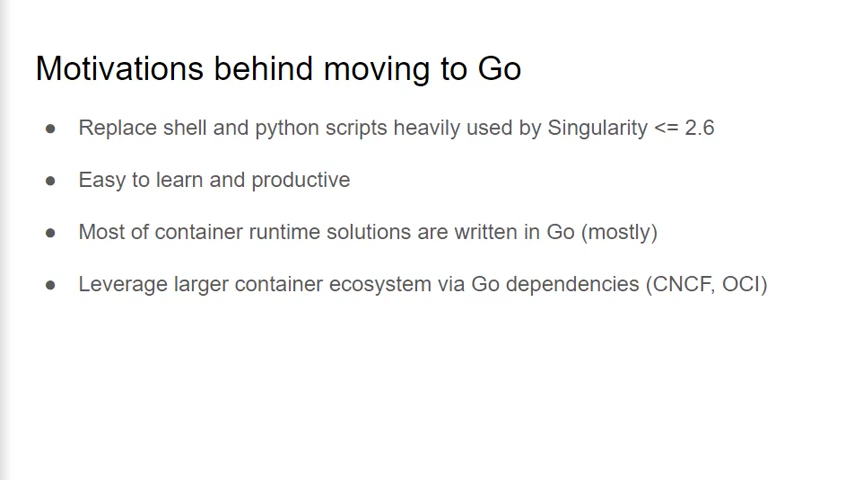 Motivations behind moving to Go
● Replace shell and python scripts heavily used by Singularity <= 2.6
● Easy to learn and productive
● Most of container runtime solutions are written in Go (mostly)
● Leverage larger container ecosystem via Go dependencies (CNCF, OCI)